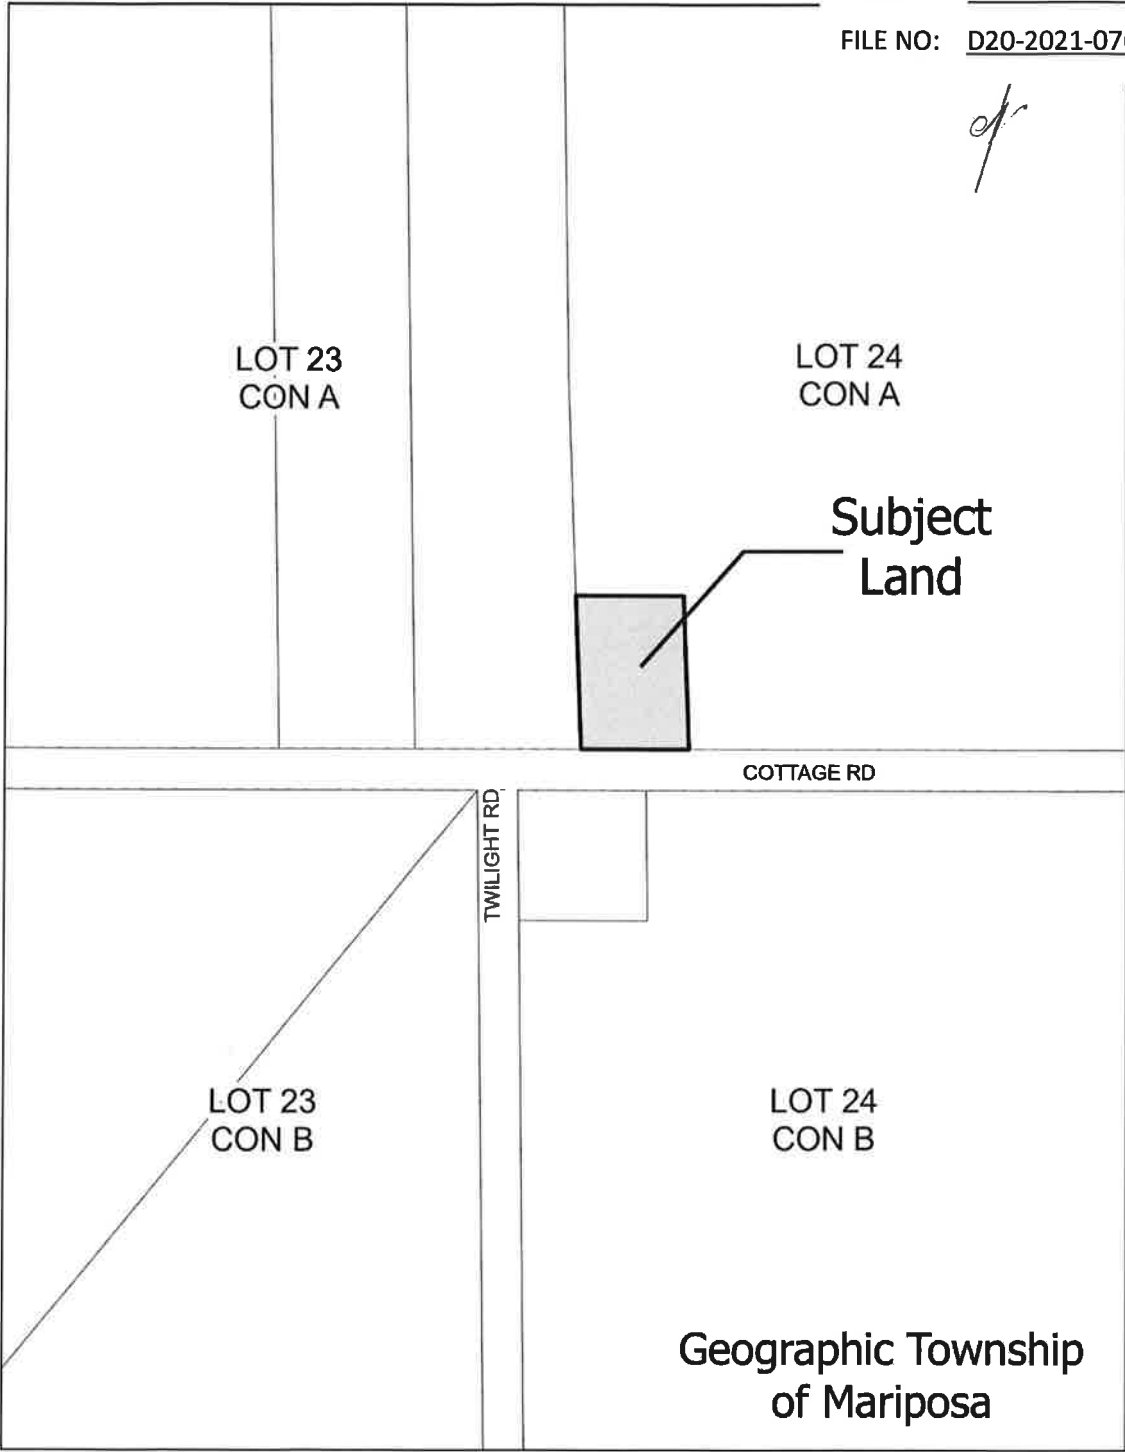 FILE NO: D20-2021-07
LOT 23
CON A
LOT 24
CON A
Subject
Land
COTTAGE RD
TWILIGHT RD
LOT 23
CON B
LOT 24
CON B
Geographic Township
of Mariposa